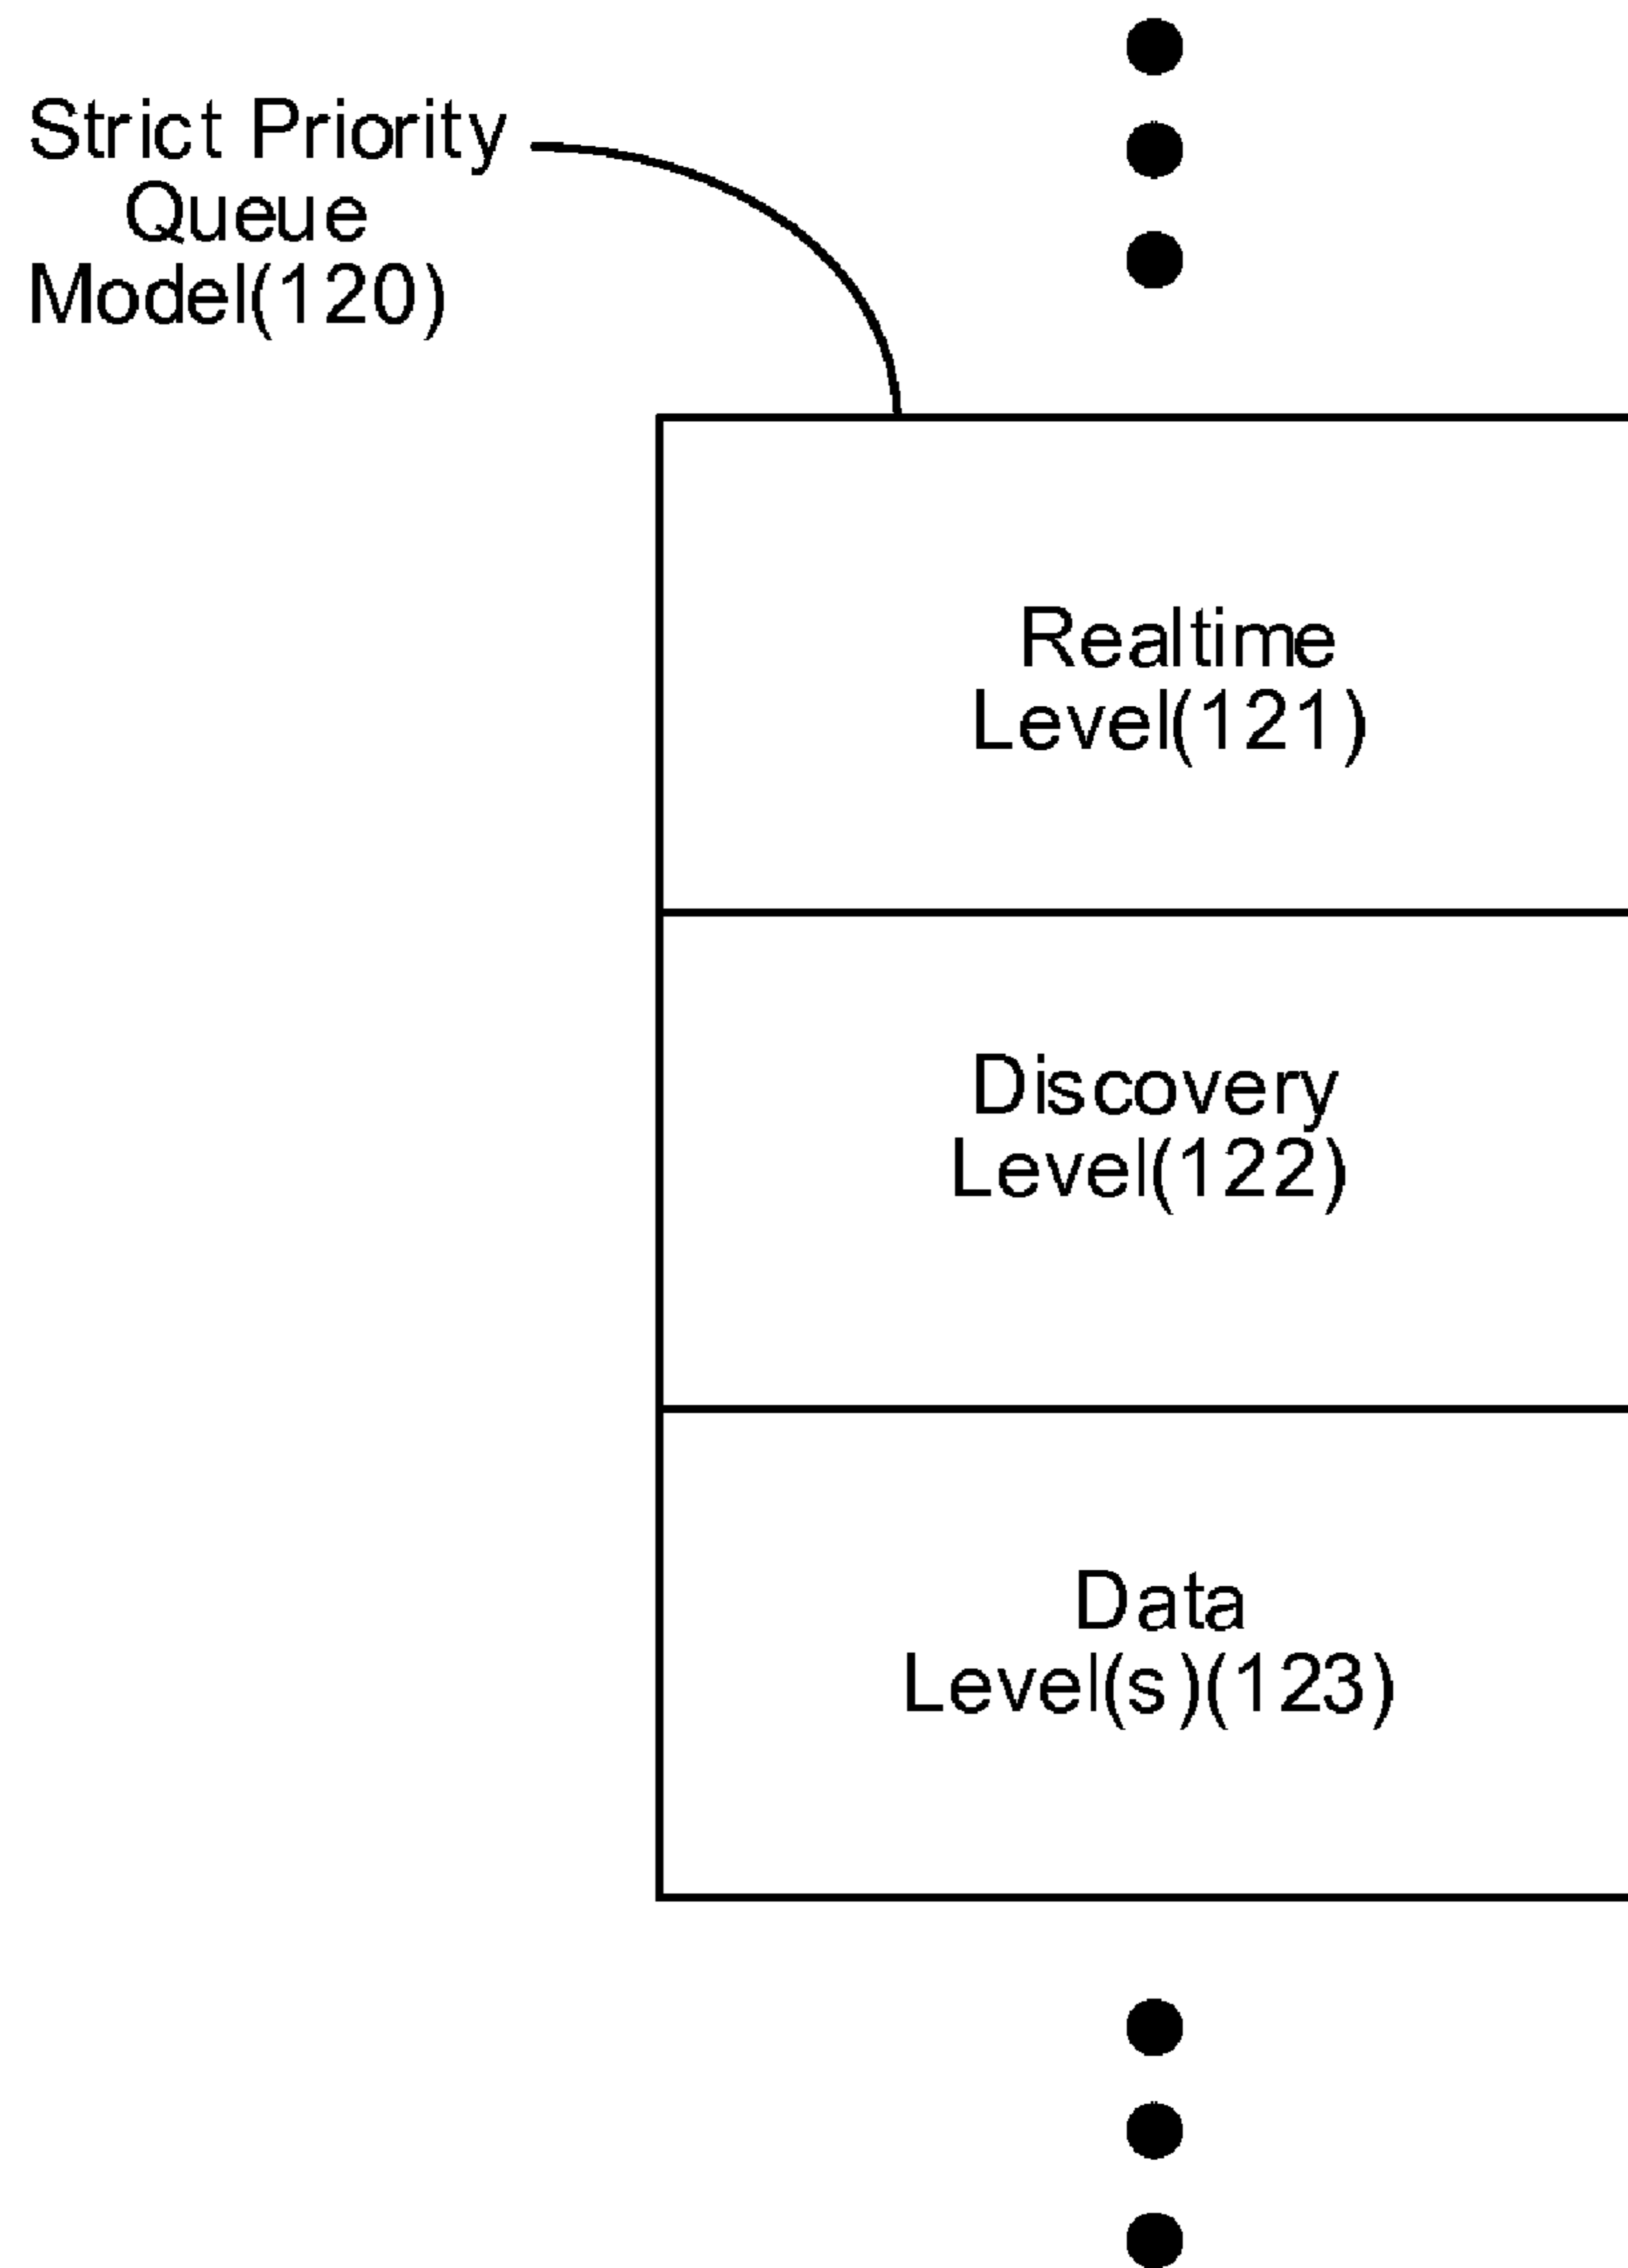 Strict Priority
Queue
Model(120)
Realtime
Level(121)
Discovery
Level(122)
Data
Level(s)(123)